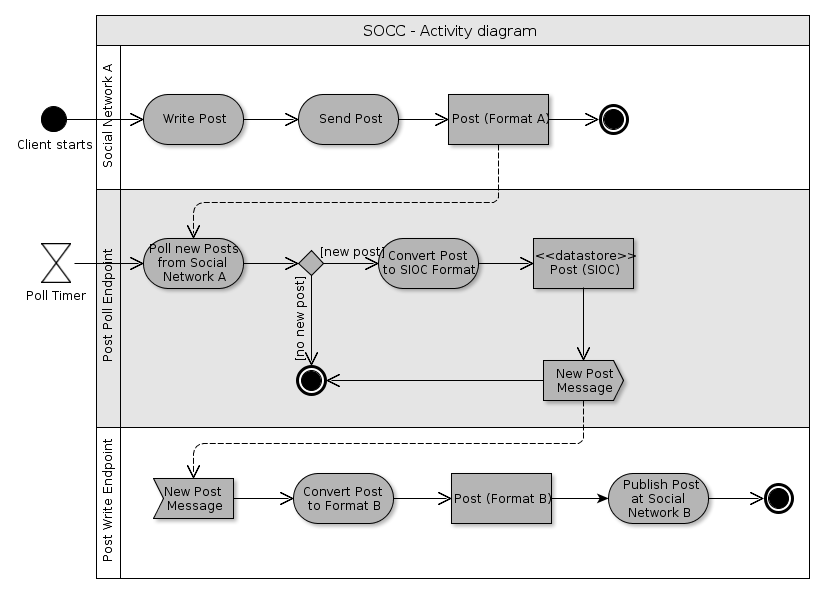 SOCC - Activity diagram
Social Network A
Client starts
Write Post
Send Post
Post (Format A)
Post Poll Endpoint
Poll Timer
Poll new Posts
from Social
Network A
[new post]
[no new post]
Convert Post
to SIOC Format
<<datastore>>
Post (SIOC)
New Post
Message
Post Write Endpoint
New Post
Message
Convert Post
to Format B
Post (Format B)
Publish Post
at Social
Network B